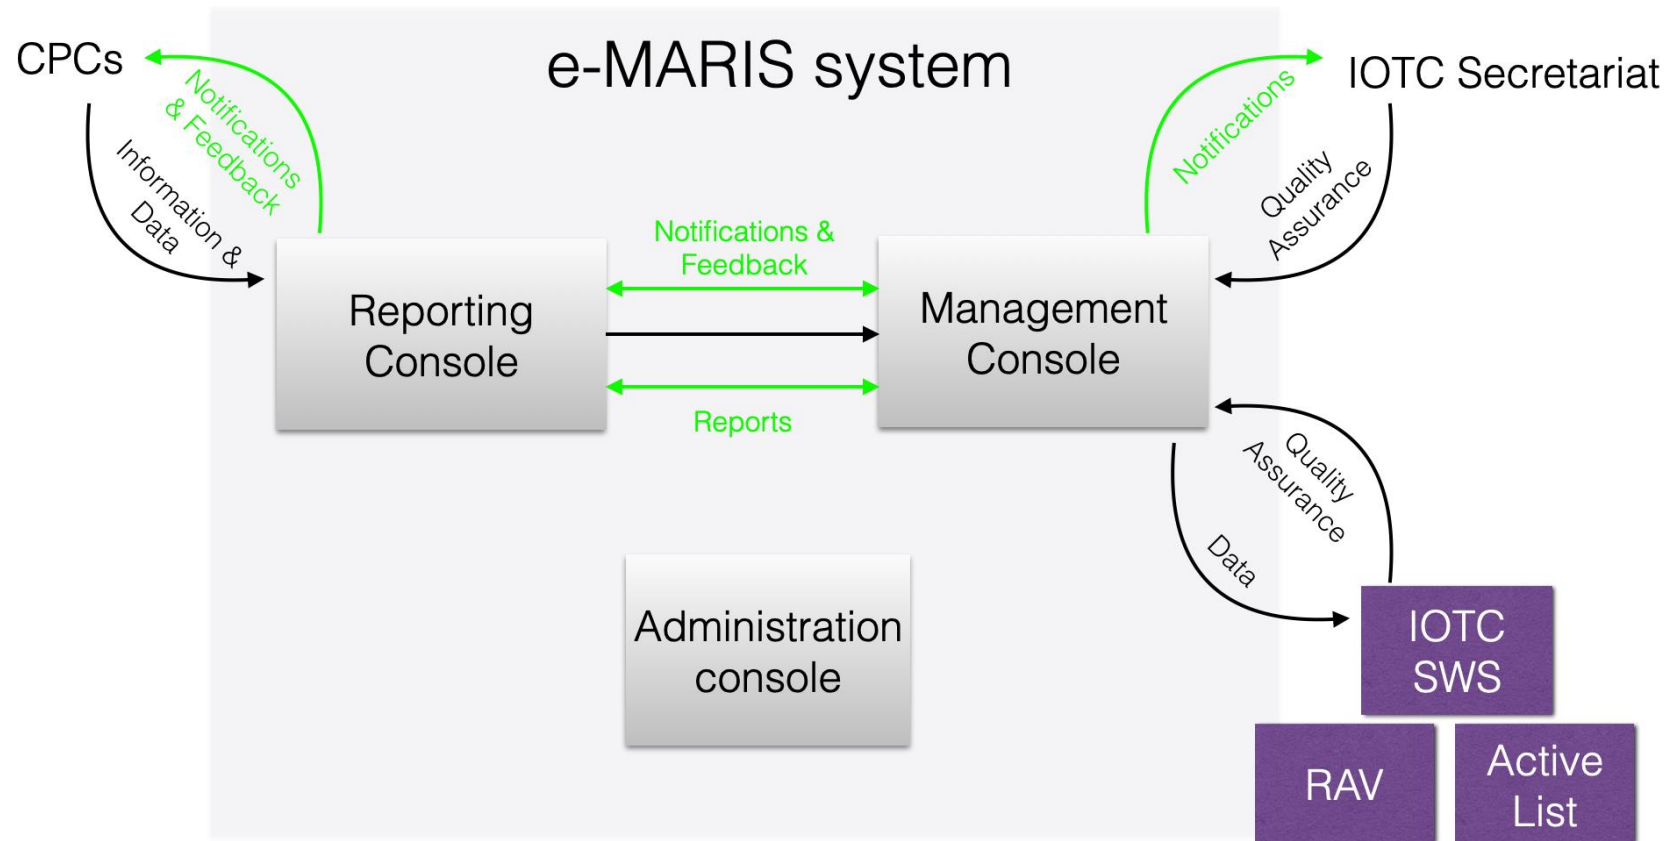 e-MARIS system
CPCs
Notifications
& Feedback
Information &
Data
Notifications
IOTC Secretariat
Quality
Assurance
Notifications &
Feedback
Reporting
Console
Management
Console
Reports
Quality
Assurance
Data
Administration
console
IOTC
SWS
RAV
Active
List